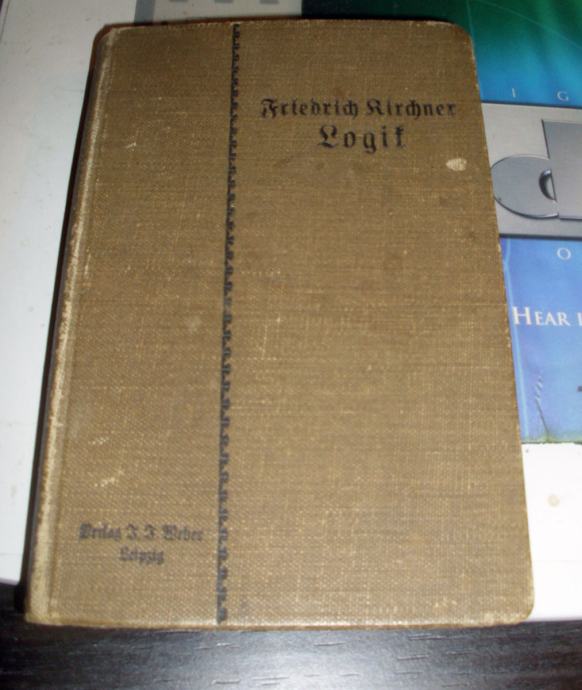 Friedrich Kirchner
Logik
Verlag J. J. Weber
Leipzig
I G
d
O
HEAR